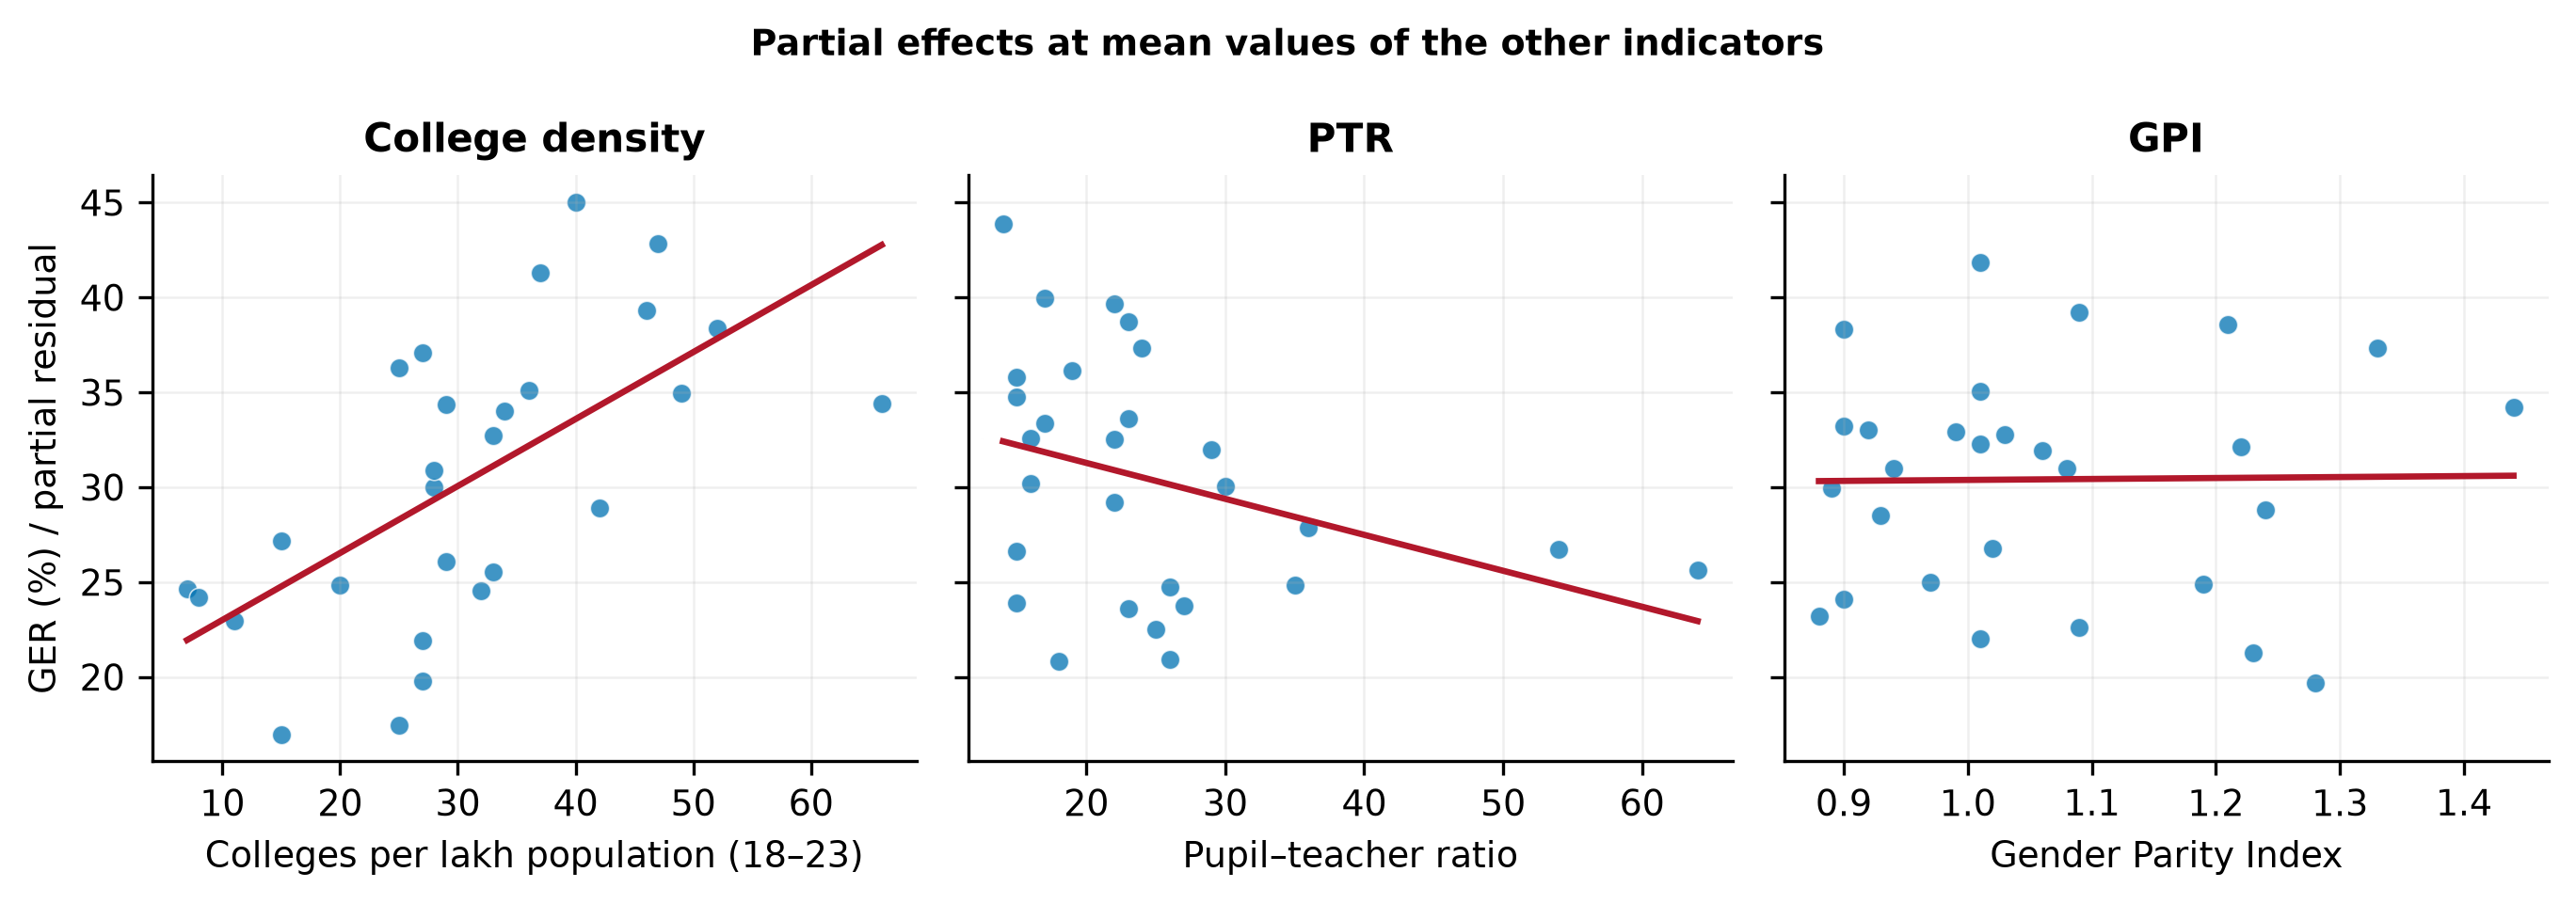 Partial effects at mean values of the other indicators
College density
PTR
GPI
GER (%) / partial residual
45
40
35
30
25
20
10 20 30 40 50 60
20 30 40 50 60
0.9 1.0 1.1 1.2 1.3 1.4
Colleges per lakh population (18–23)
Pupil–teacher ratio
Gender Parity Index